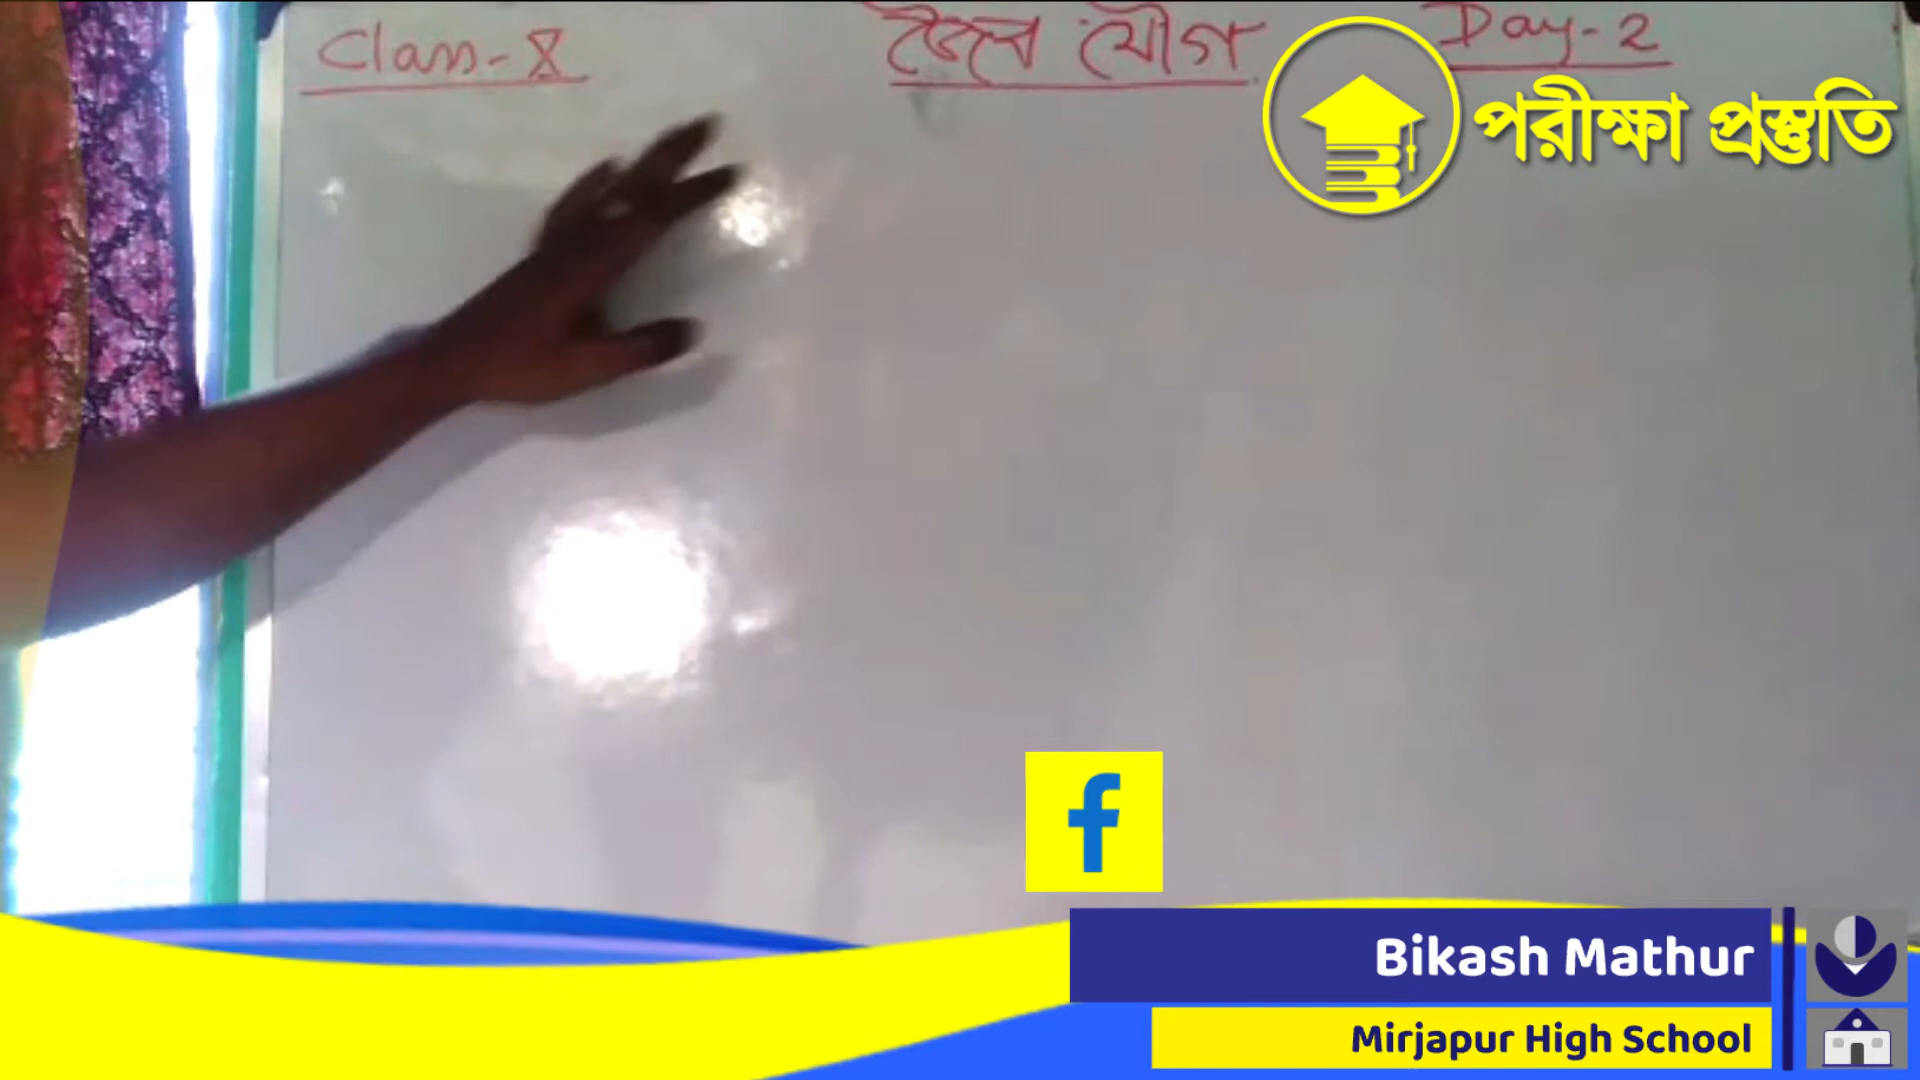 Class-X জৈব যৌগ Day-2
পরীক্ষা প্রস্তুতি
f
Bikash Mathur
Mirjapur High School